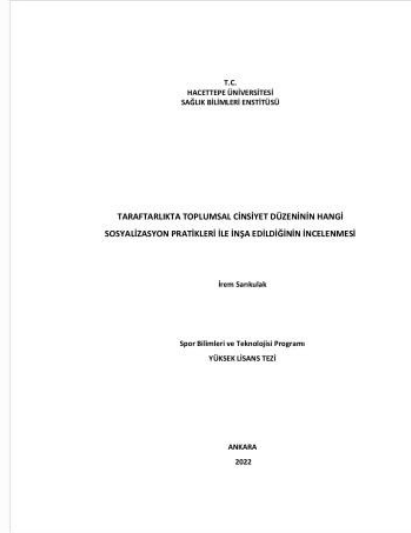 T.C.
HACETTEPE ÜNİVERSİTESİ
SAĞLIK BİLİMLERİ ENSTİTÜSÜ
TARAFTARLIKTA TOPLUMSAL CİNSİYET DÜZENİNİN HANGİ
SOSYALİZASYON PRATİKLERİ İLE İNŞA EDİLDİĞİNİN İNCELENMESİ
İrem Sarıkulak
Spor Bilimleri ve Teknolojisi Programı
YÜKSEK LİSANS TEZİ
ANKARA
2022